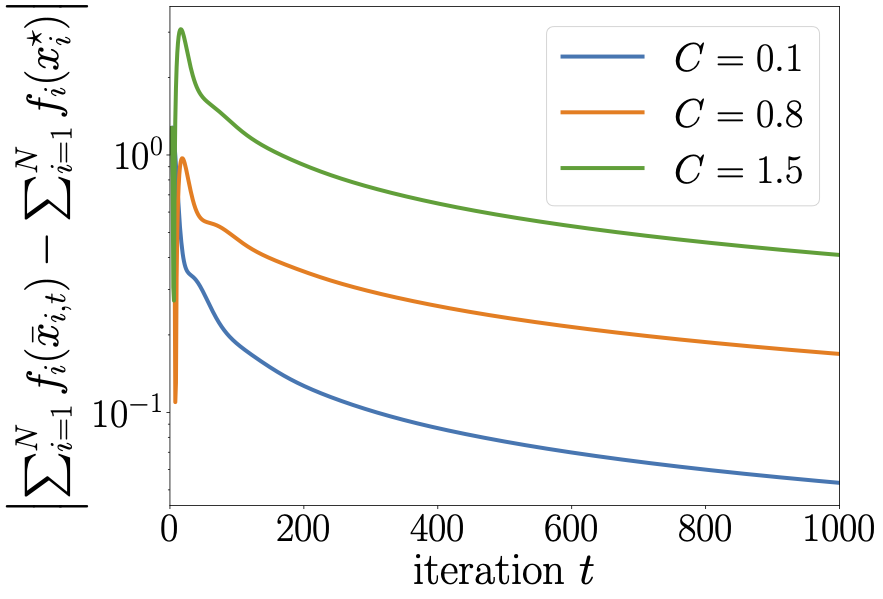 |∑_{i=1}^{N} f_i(x̄_{i,t}) − ∑_{i=1}^{N} f_i(x_i^⋆)|
10^0
10^{−1}
C = 0.1
C = 0.8
C = 1.5
0 200 400 600 800 1000
iteration t